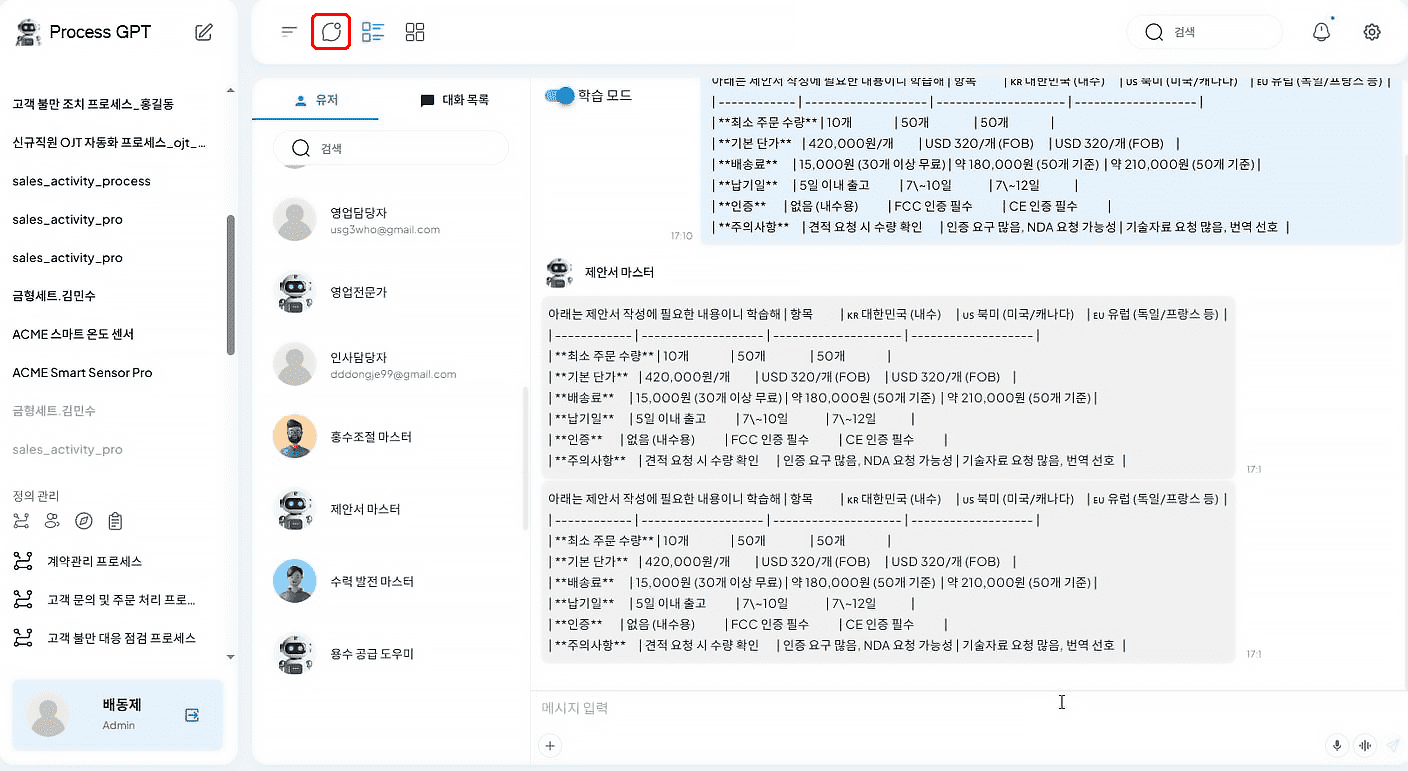 Process GPT
검색
고객 불만 조치 프로세스_홍길동
신규직원 OJT 자동화 프로세스_ojt_...
sales_activity_process
sales_activity_pro
sales_activity_pro
금형세트.김민수
ACME 스마트 온도 센서
ACME Smart Sensor Pro
금형세트.김민수
sales_activity_pro
정의 관리
계약관리 프로세스
고객 문의 및 주문 처리 프로...
고객 불만 대응 점검 프로세스
배동제
Admin
유저
대화 목록
검색
영업담당자
usg3who@gmail.com
영업전문가
인사담당자
dddongje99@gmail.com
홍수조절 마스터
제안서 마스터
수력 발전 마스터
용수 공급 도우미
학습 모드
아래는 제안서 작성에 필요한 내용이니 학습해 | 항목 | KR 대한민국 (내수) | US 북미 (미국/캐나다) | EU 유럽 (독일/프랑스 등) |
|------------|-------------------|--------------------|-------------------|
| **최소 주문 수량** | 10개 | 50개 | 50개 |
| **기본 단가** | 420,000원/개 | USD 320/개 (FOB) | USD 320/개 (FOB) |
| **배송료** | 15,000원 (30개 이상 무료) | 약 180,000원 (50개 기준) | 약 210,000원 (50개 기준) |
| **납기일** | 5일 이내 출고 | 7\~10일 | 7\~12일 |
| **인증** | 없음 (내수용) | FCC 인증 필수 | CE 인증 필수 |
| **주의사항** | 견적 요청 시 수량 확인 | 인증 요구 많음, NDA 요청 가능성 | 기술자료 요청 많음, 번역 선호 |
17:10
제안서 마스터
아래는 제안서 작성에 필요한 내용이니 학습해 | 항목 | KR 대한민국 (내수) | US 북미 (미국/캐나다) | EU 유럽 (독일/프랑스 등) |
|------------|-------------------|--------------------|-------------------|
| **최소 주문 수량** | 10개 | 50개 | 50개 |
| **기본 단가** | 420,000원/개 | USD 320/개 (FOB) | USD 320/개 (FOB) |
| **배송료** | 15,000원 (30개 이상 무료) | 약 180,000원 (50개 기준) | 약 210,000원 (50개 기준) |
| **납기일** | 5일 이내 출고 | 7\~10일 | 7\~12일 |
| **인증** | 없음 (내수용) | FCC 인증 필수 | CE 인증 필수 |
| **주의사항** | 견적 요청 시 수량 확인 | 인증 요구 많음, NDA 요청 가능성 | 기술자료 요청 많음, 번역 선호 |
17:1
아래는 제안서 작성에 필요한 내용이니 학습해 | 항목 | KR 대한민국 (내수) | US 북미 (미국/캐나다) | EU 유럽 (독일/프랑스 등) |
|------------|-------------------|--------------------|-------------------|
| **최소 주문 수량** | 10개 | 50개 | 50개 |
| **기본 단가** | 420,000원/개 | USD 320/개 (FOB) | USD 320/개 (FOB) |
| **배송료** | 15,000원 (30개 이상 무료) | 약 180,000원 (50개 기준) | 약 210,000원 (50개 기준) |
| **납기일** | 5일 이내 출고 | 7\~10일 | 7\~12일 |
| **인증** | 없음 (내수용) | FCC 인증 필수 | CE 인증 필수 |
| **주의사항** | 견적 요청 시 수량 확인 | 인증 요구 많음, NDA 요청 가능성 | 기술자료 요청 많음, 번역 선호 |
17:1
메시지 입력